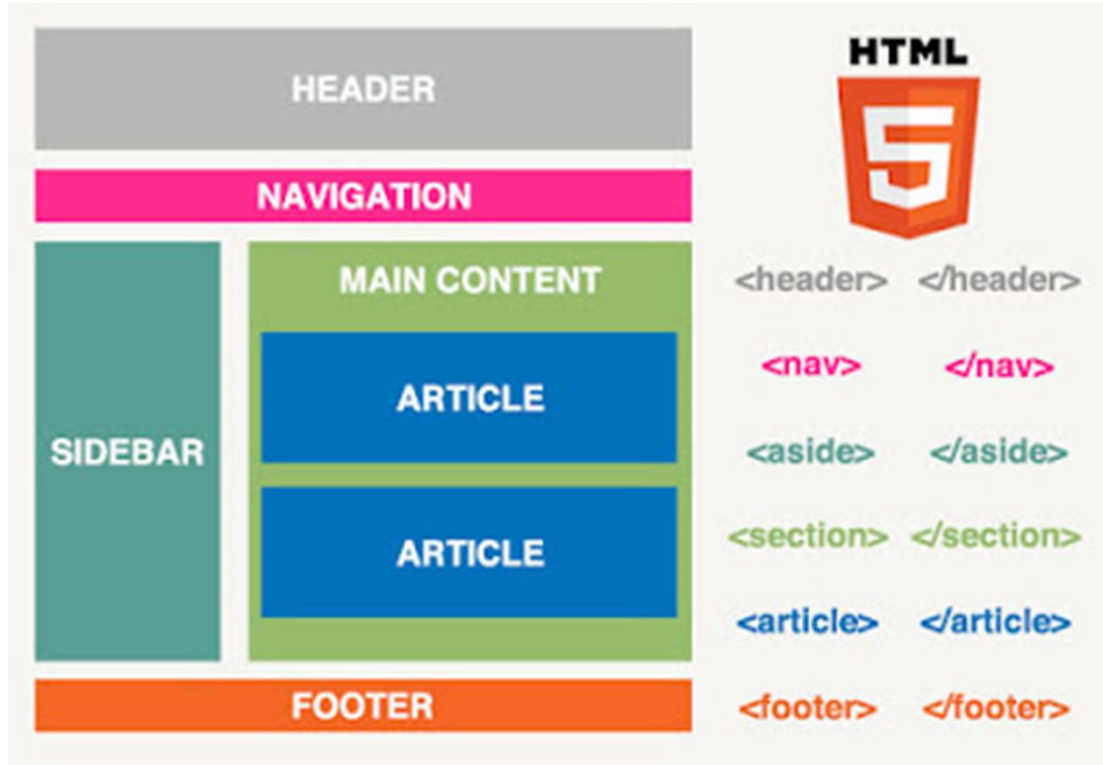 HEADER
NAVIGATION
SIDEBAR
MAIN CONTENT
ARTICLE
ARTICLE
FOOTER
HTML
5
<header> </header>
<nav> </nav>
<aside> </aside>
<section> </section>
<article> </article>
<footer> </footer>